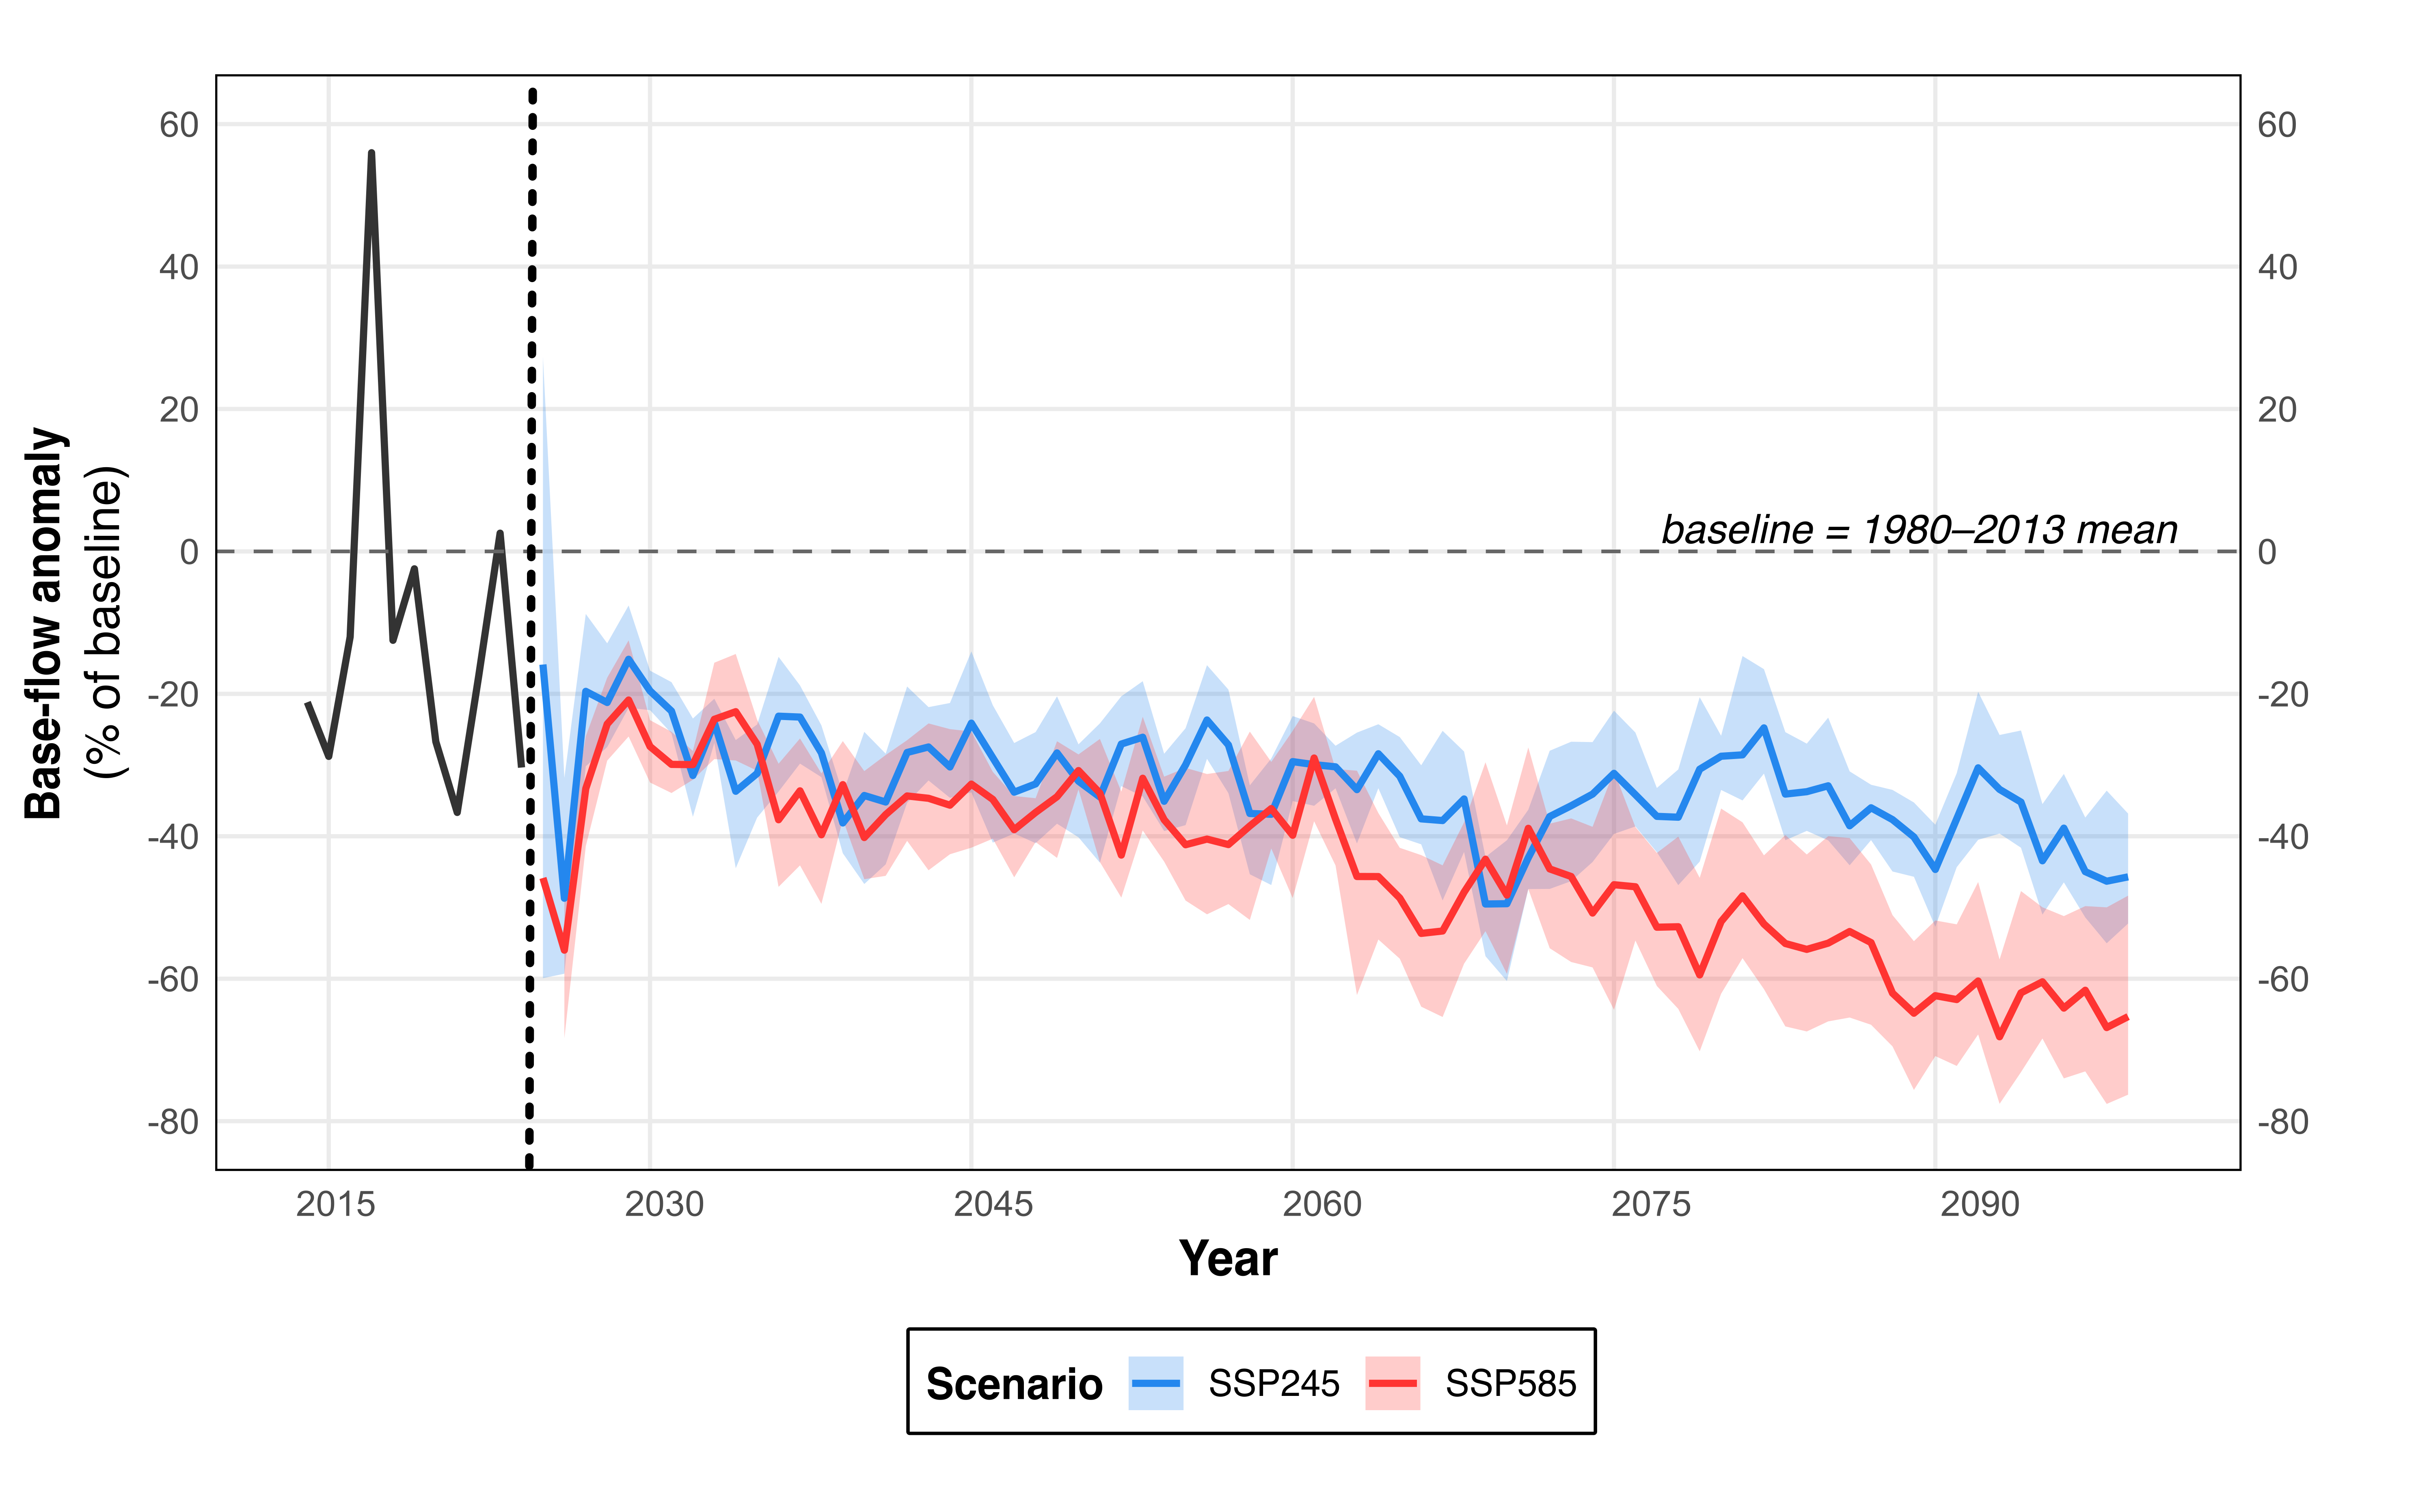 Base-flow anomaly
(% of baseline)
60
40
20
0
-20
-40
-60
-80
baseline = 1980–2013 mean
60
40
20
0
-20
-40
-60
-80
2015 2030 2045 2060 2075 2090
Year
Scenario SSP245 SSP585